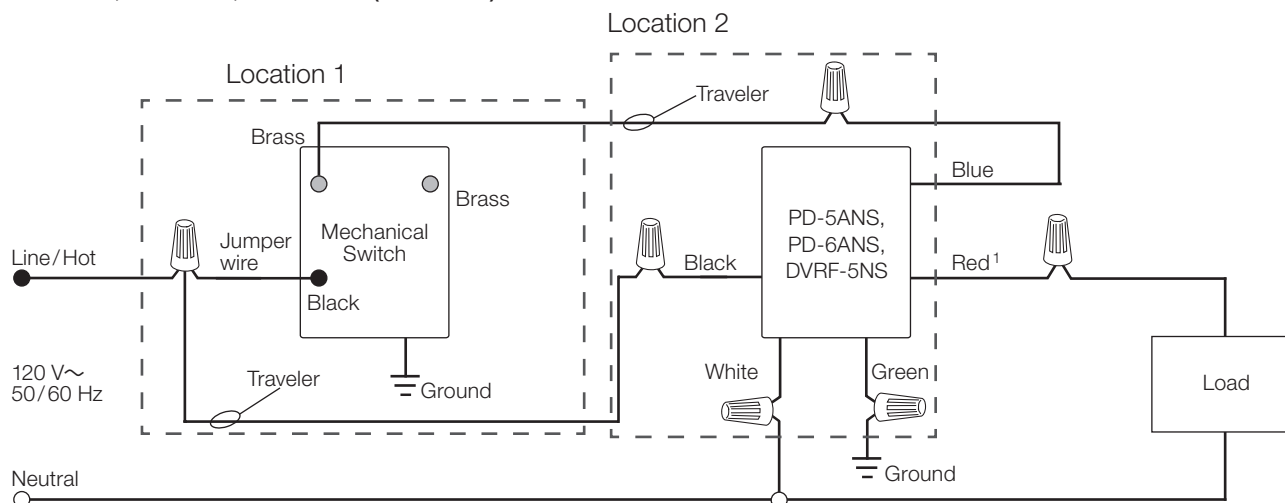 Location 2
Location 1
Traveler
Brass
Brass
Blue
Mechanical
Switch
PD-5ANS,
PD-6ANS,
DVRF-5NS
Line/Hot
Jumper
wire
Black
Black
Red 1
120 V~
50/60 Hz
Traveler
Ground
White
Green
Load
Ground
Neutral